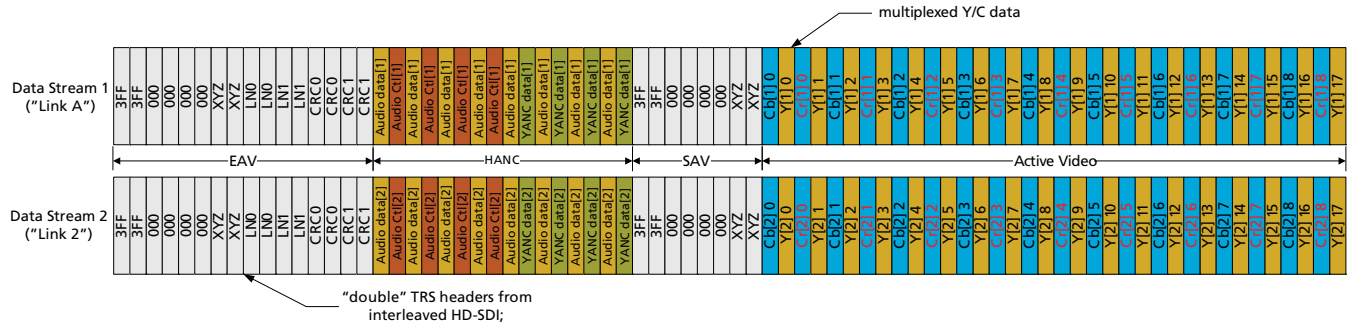 multiplexed Y/C data
Data Stream 1
("Link A")
3FF
3FF
000
000
000
000
XYZ
XYZ
LN0
LN0
LN1
LN1
CRC0
CRC0
CRC1
CRC1
Audio data[1]
Audio Ctl[1]
Audio data[1]
Audio Ctl[1]
Audio data[1]
Audio Ctl[1]
Audio data[1]
Audio Ctl[1]
Audio data[1]
YANC data[1]
Audio data[1]
YANC data[1]
Audio data[1]
YANC data[1]
Audio data[1]
YANC data[1]
3FF
3FF
000
000
000
000
XYZ
XYZ
Cb[1] 0
Y[1] 0
Cr[1] 0
Y[1] 1
Cb[1] 1
Y[1] 2
Cr[1] 1
Y[1] 3
Cb[1] 2
Y[1] 4
Cr[1] 2
Y[1] 5
Cb[1] 3
Y[1] 6
Cr[1] 3
Y[1] 7
Cb[1] 4
Y[1] 8
Cr[1] 4
Y[1] 9
Cb[1] 5
Y[1] 10
Cr[1] 5
Y[1] 11
Cb[1] 6
Y[1] 12
Cr[1] 6
Y[1] 13
Cb[1] 7
Y[1] 14
Cr[1] 7
Y[1] 15
Cb[1] 8
Y[1] 16
Cr[1] 8
Y[1] 17
EAV
HANC
SAV
Active Video
Data Stream 2
("Link 2")
3FF
3FF
000
000
000
000
XYZ
XYZ
LN0
LN0
LN1
LN1
CRC0
CRC0
CRC1
CRC1
Audio data[2]
Audio Ctl[2]
Audio data[2]
Audio Ctl[2]
Audio data[2]
Audio Ctl[2]
Audio data[2]
Audio Ctl[2]
Audio data[2]
YANC data[2]
Audio data[2]
YANC data[2]
Audio data[2]
YANC data[2]
Audio data[2]
YANC data[2]
3FF
3FF
000
000
000
000
XYZ
XYZ
Cb[2] 0
Y[2] 0
Cr[2] 0
Y[2] 1
Cb[2] 1
Y[2] 2
Cr[2] 1
Y[2] 3
Cb[2] 2
Y[2] 4
Cr[2] 2
Y[2] 5
Cb[2] 3
Y[2] 6
Cr[2] 3
Y[2] 7
Cb[2] 4
Y[2] 8
Cr[2] 4
Y[2] 9
Cb[2] 5
Y[2] 10
Cr[2] 5
Y[2] 11
Cb[2] 6
Y[2] 12
Cr[2] 6
Y[2] 13
Cb[2] 7
Y[2] 14
Cr[2] 7
Y[2] 15
Cb[2] 8
Y[2] 16
Cr[2] 8
Y[2] 17
“double” TRS headers from
interleaved HD-SDI;